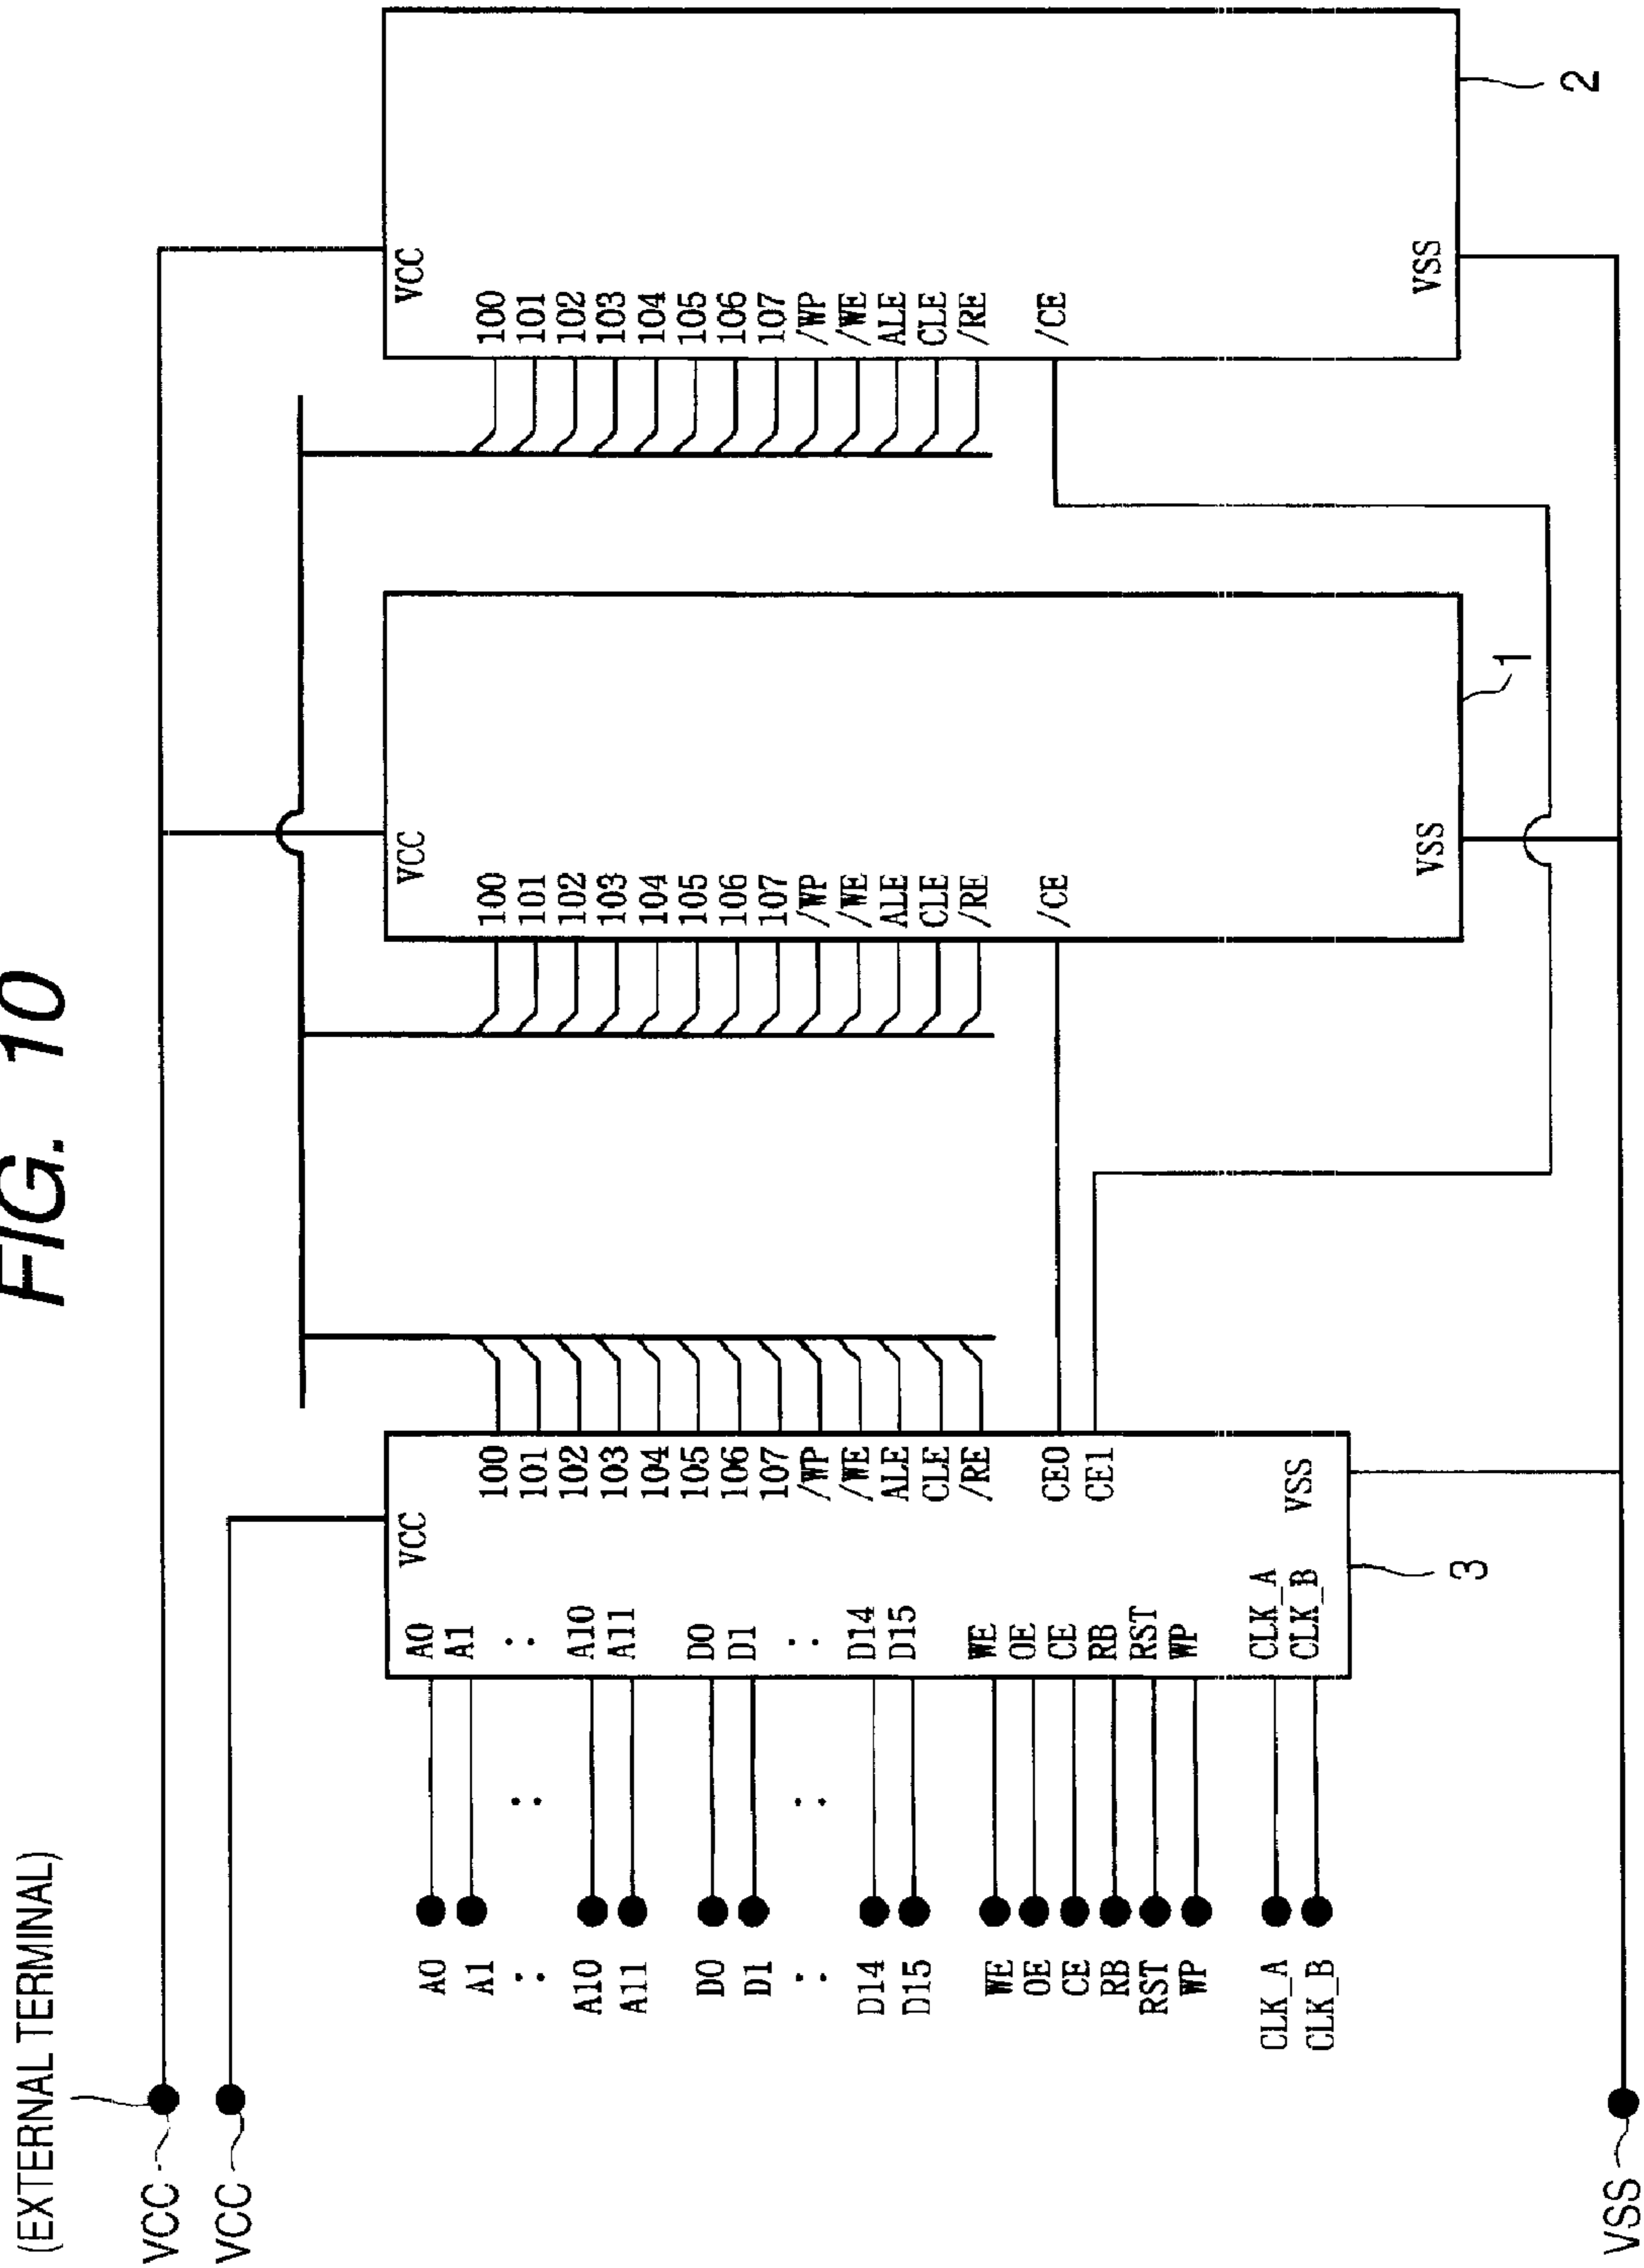 FIG. 10
(EXTERNAL TERMINAL)
VCC
VCC
A0
A1
:
A10
A11
D0
D1
:
D14
D15
WE
OE
CE
RB
RST
WP
CLK_A
CLK_B
VSS
:
:
VCC
A0
A1
:
A10
A11
D0
D1
:
D14
D15
WE
OE
CE
RB
RST
WP
CLK_A
CLK_B
100
101
102
103
104
105
106
107
/WP
/WE
ALE
CLE
/RE
CE0
CE1
VSS
3
VCC
100
101
102
103
104
105
106
107
/WP
/WE
ALE
CLE
/RE
/CE
VSS
1
VCC
100
101
102
103
104
105
106
107
/WP
/WE
ALE
CLE
/RE
/CE
VSS
2